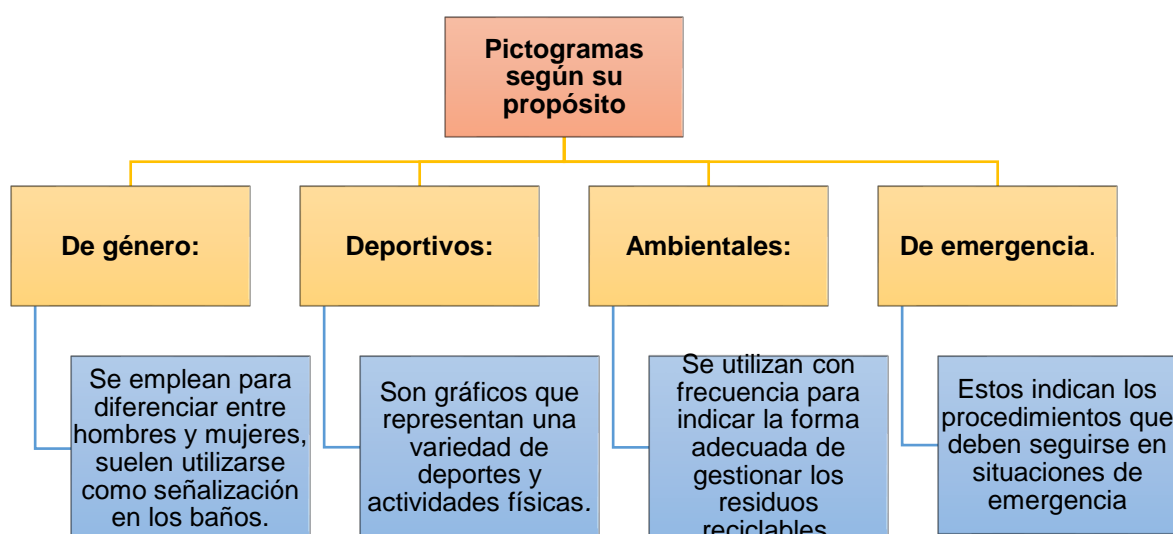 Pictogramas
según su
propósito
De género:
Deportivos:
Ambientales:
De emergencia.
Se emplean para
diferenciar entre
hombres y mujeres,
suelen utilizarse
como señalización
en los baños.
Son gráficos que
representan una
variedad de
deportes y
actividades físicas.
Se utilizan con
frecuencia para
indicar la forma
adecuada de
gestionar los
residuos
reciclables
Estos indican los
procedimientos que
deben seguirse en
situaciones de
emergencia